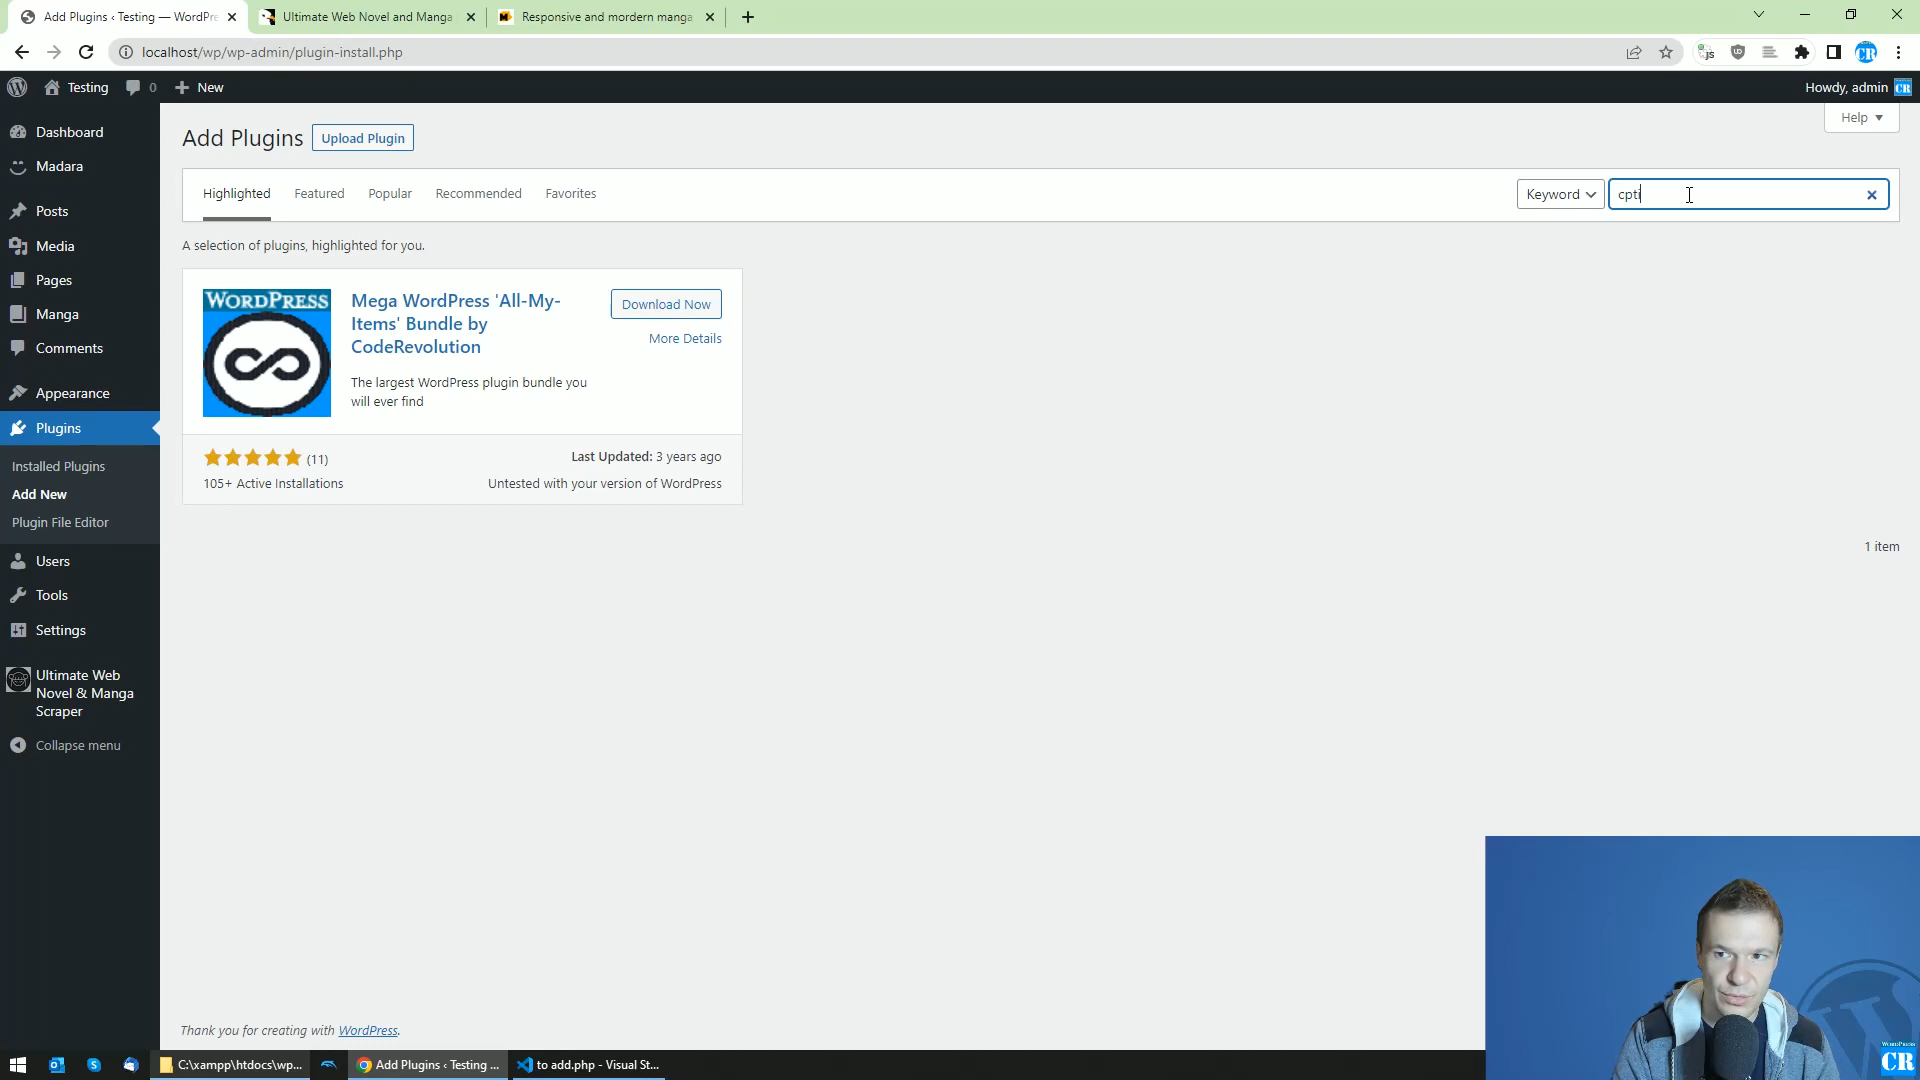 Add Plugins ‹ Testing — WordPre
Ultimate Web Novel and Manga
Responsive and mordern manga
localhost/wp/wp-admin/plugin-install.php
Testing
0
New
Howdy, admin
Help
Dashboard
Madara
Posts
Media
Pages
Manga
Comments
Appearance
Plugins
Installed Plugins
Add New
Plugin File Editor
Users
Tools
Settings
Ultimate Web
Novel & Manga
Scraper
Collapse menu
Add Plugins
Upload Plugin
Highlighted
Featured
Popular
Recommended
Favorites
Keyword
cpti
A selection of plugins, highlighted for you.
WORDPRESS
Mega WordPress 'All-My-
Items' Bundle by
CodeRevolution
Download Now
More Details
The largest WordPress plugin bundle you
will ever find
(11)
Last Updated: 3 years ago
105+ Active Installations
Untested with your version of WordPress
1 item
Thank you for creating with WordPress.
C:\xampp\htdocs\wp...
Add Plugins ‹ Testing ...
to add.php - Visual St...
WORDPRESS
CR